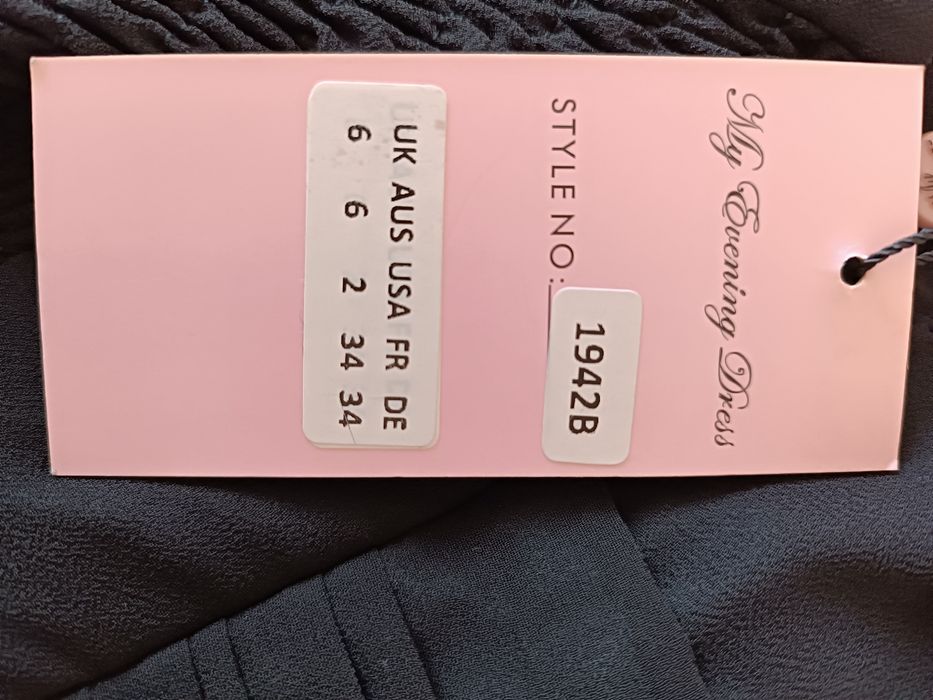 My Evening Dress
STYLE NO:
1942B
UK AUS USA FR DE
6 6 2 34 34